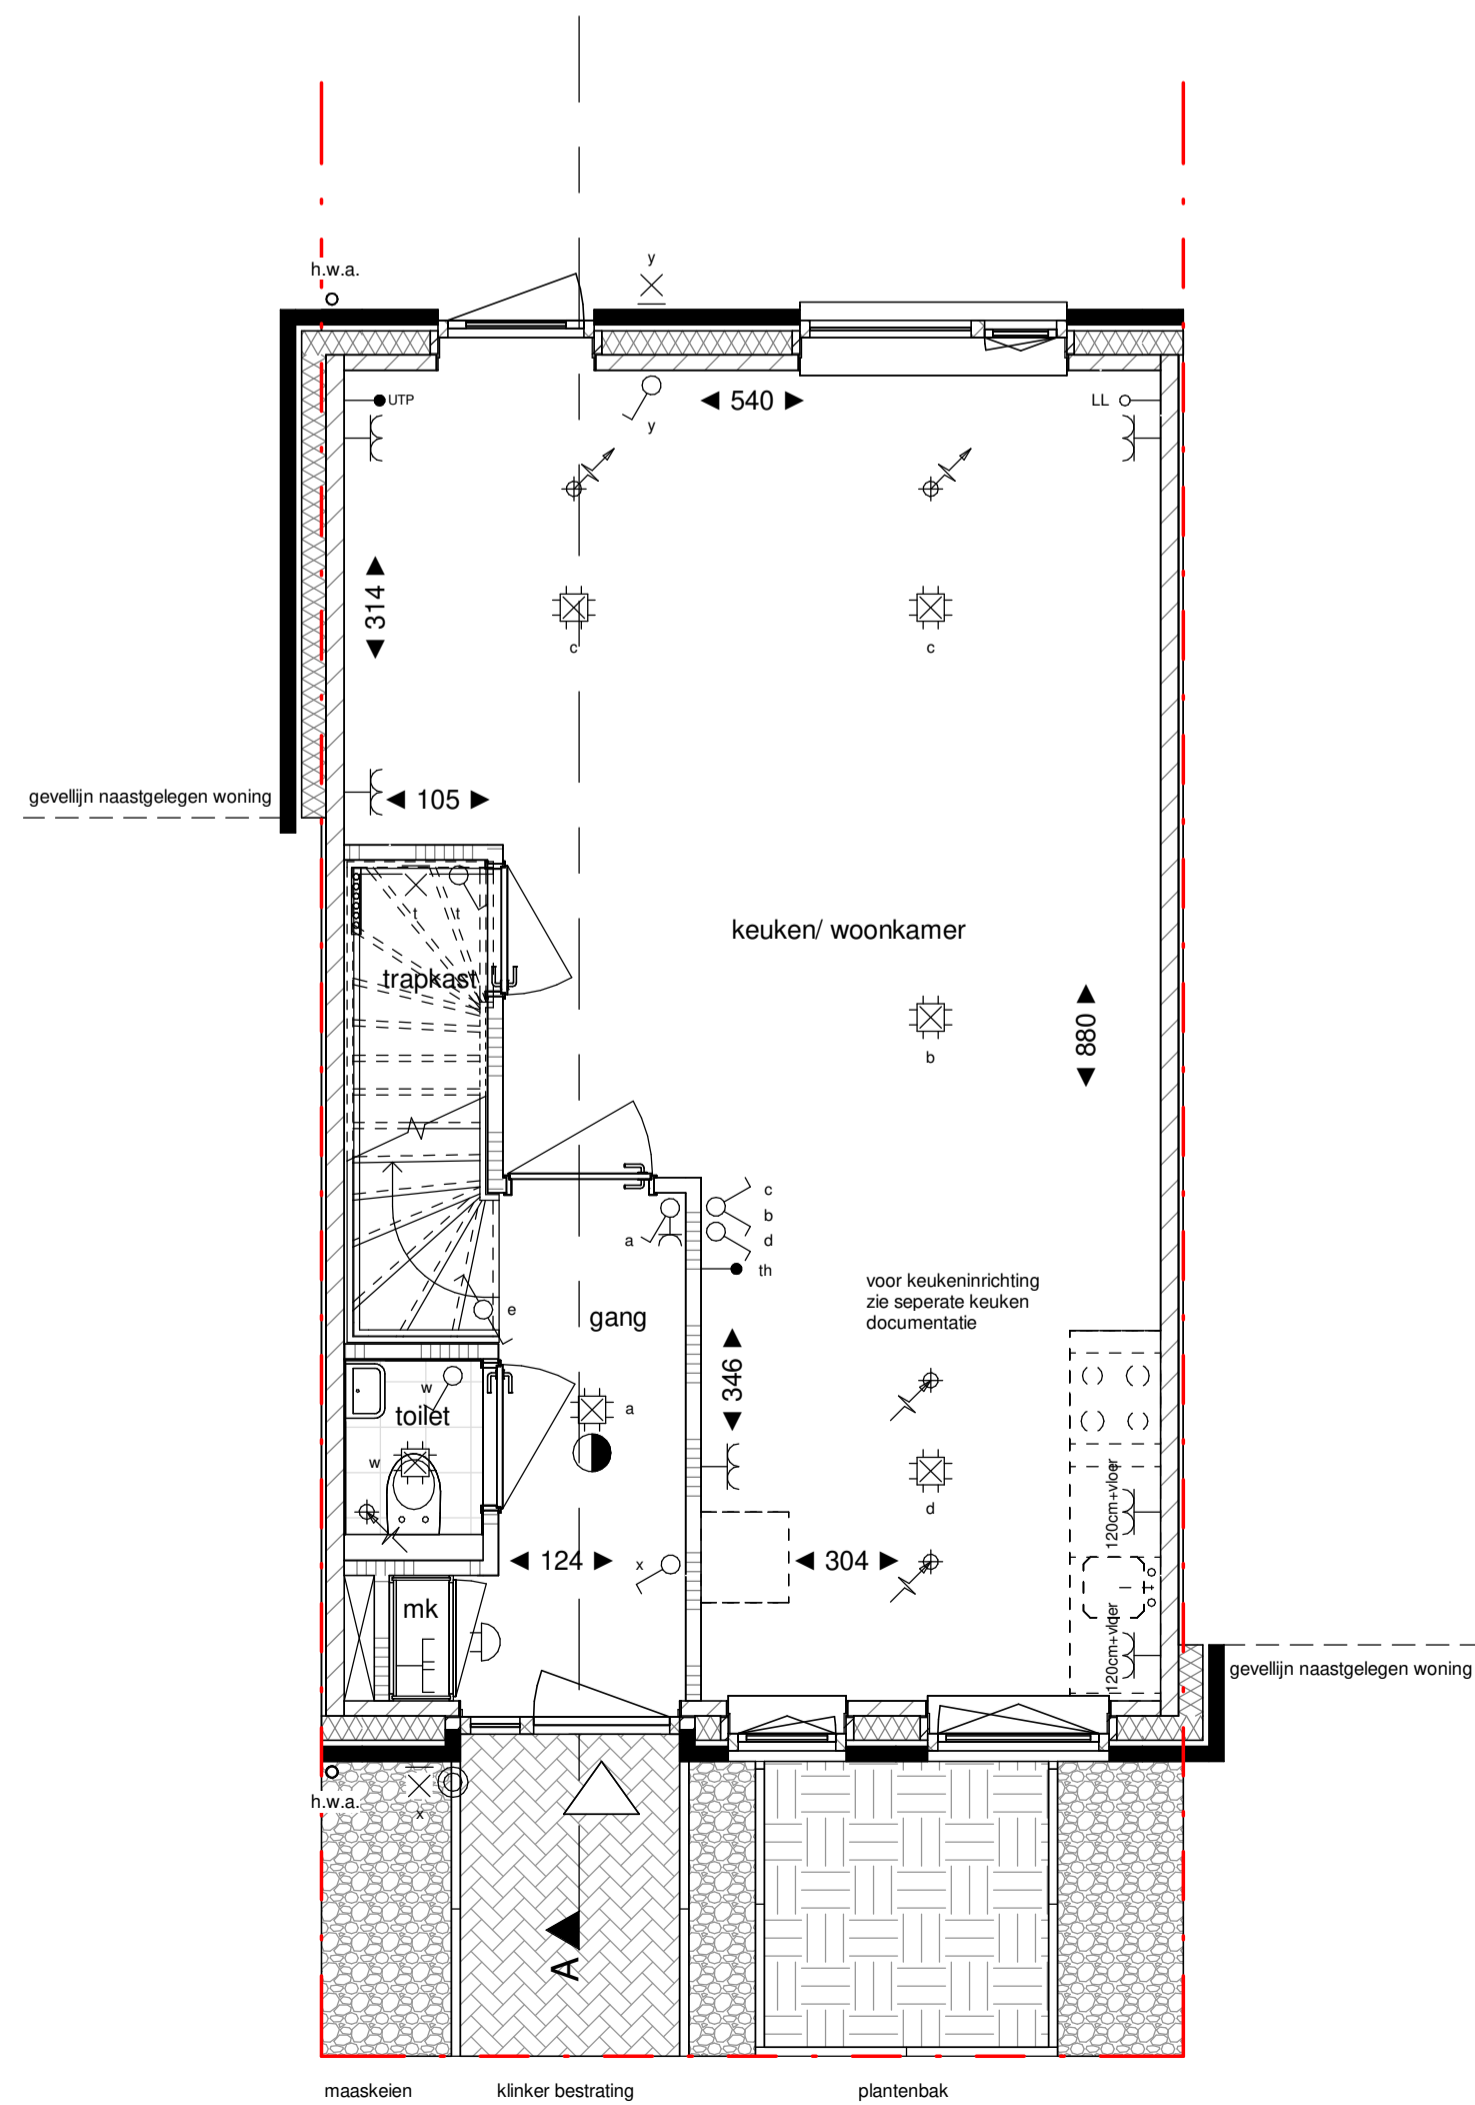 h.w.a.
y
UTP
540
LL
y
314
c
c
gevellijn naastgelegen woning
105
t
t
trapkast
keuken/ woonkamer
b
880
c
a
b
d
th
voor keukeninrichting
zie seperate keuken
documentatie
e
gang
346
w
toilet
a
w
120cm+vloer
d
124
x
304
mk
120cm+vloer
gevellijn naastgelegen woning
h.w.a.
x
A
maaskeien
klinker bestrating
plantenbak